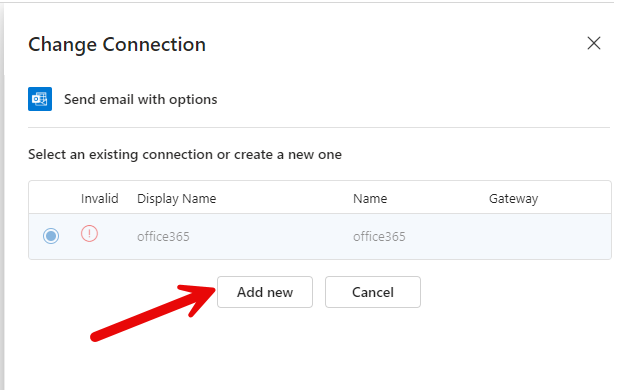 Change Connection
Send email with options
Select an existing connection or create a new one
Invalid Display Name Name Gateway
office365 office365
Add new Cancel